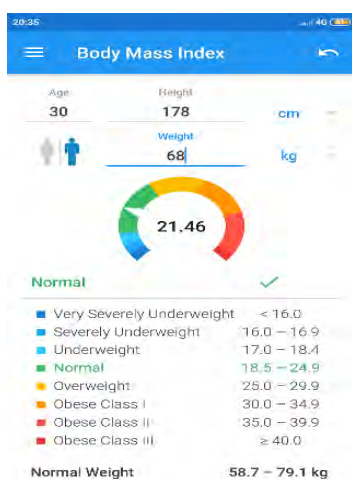 20:35 4G
Body Mass Index
Age Height
30 178 cm
Weight
68 kg
21.46
Normal
Very Severely Underweight < 16.0
Severely Underweight 16.0 – 16.9
Underweight 17.0 – 18.4
Normal 18.5 – 24.9
Overweight 25.0 – 29.9
Obese Class I 30.0 – 34.9
Obese Class II 35.0 – 39.9
Obese Class III ≥ 40.0
Normal Weight 58.7 – 79.1 kg